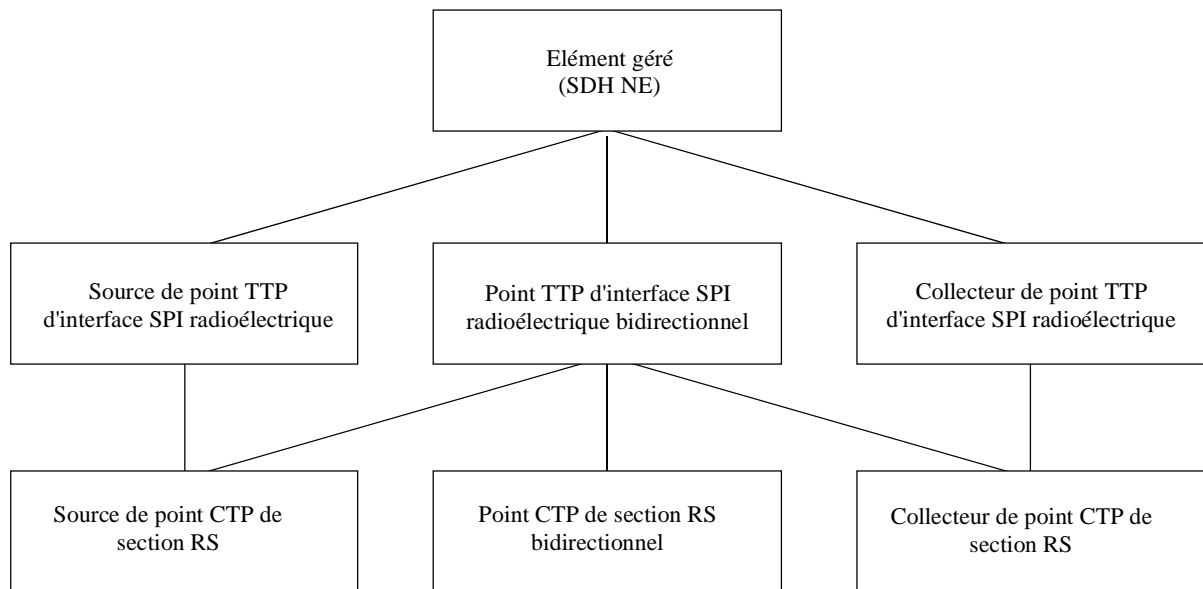 Elément géré
(SDH NE)
Source de point TTP
d'interface SPI radioélectrique
Point TTP d'interface SPI
radioélectrique bidirectionnel
Collecteur de point TTP
d'interface SPI radioélectrique
Source de point CTP de
section RS
Point CTP de section RS
bidirectionnel
Collecteur de point CTP de
section RS